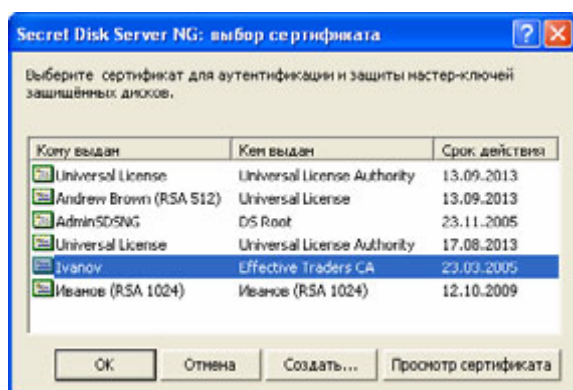 Secret Disk Server NG: выбор сертификата
Выберите сертификат для аутентификации и защиты мастер-ключей
защищённых дисков.
Кому выдан Кем выдан Срок действия
Universal License Universal License Authority 13.09.2013
Andrew Brown (RSA 512) Universal License 13.09.2013
AdminSDSNG DS Root 23.11.2005
Universal License Universal License Authority 17.08.2013
Ivanov Effective Traders CA 23.03.2005
Иванов (RSA 1024) Иванов (RSA 1024) 12.10.2009
ОК Отмена Создать... Просмотр сертификата